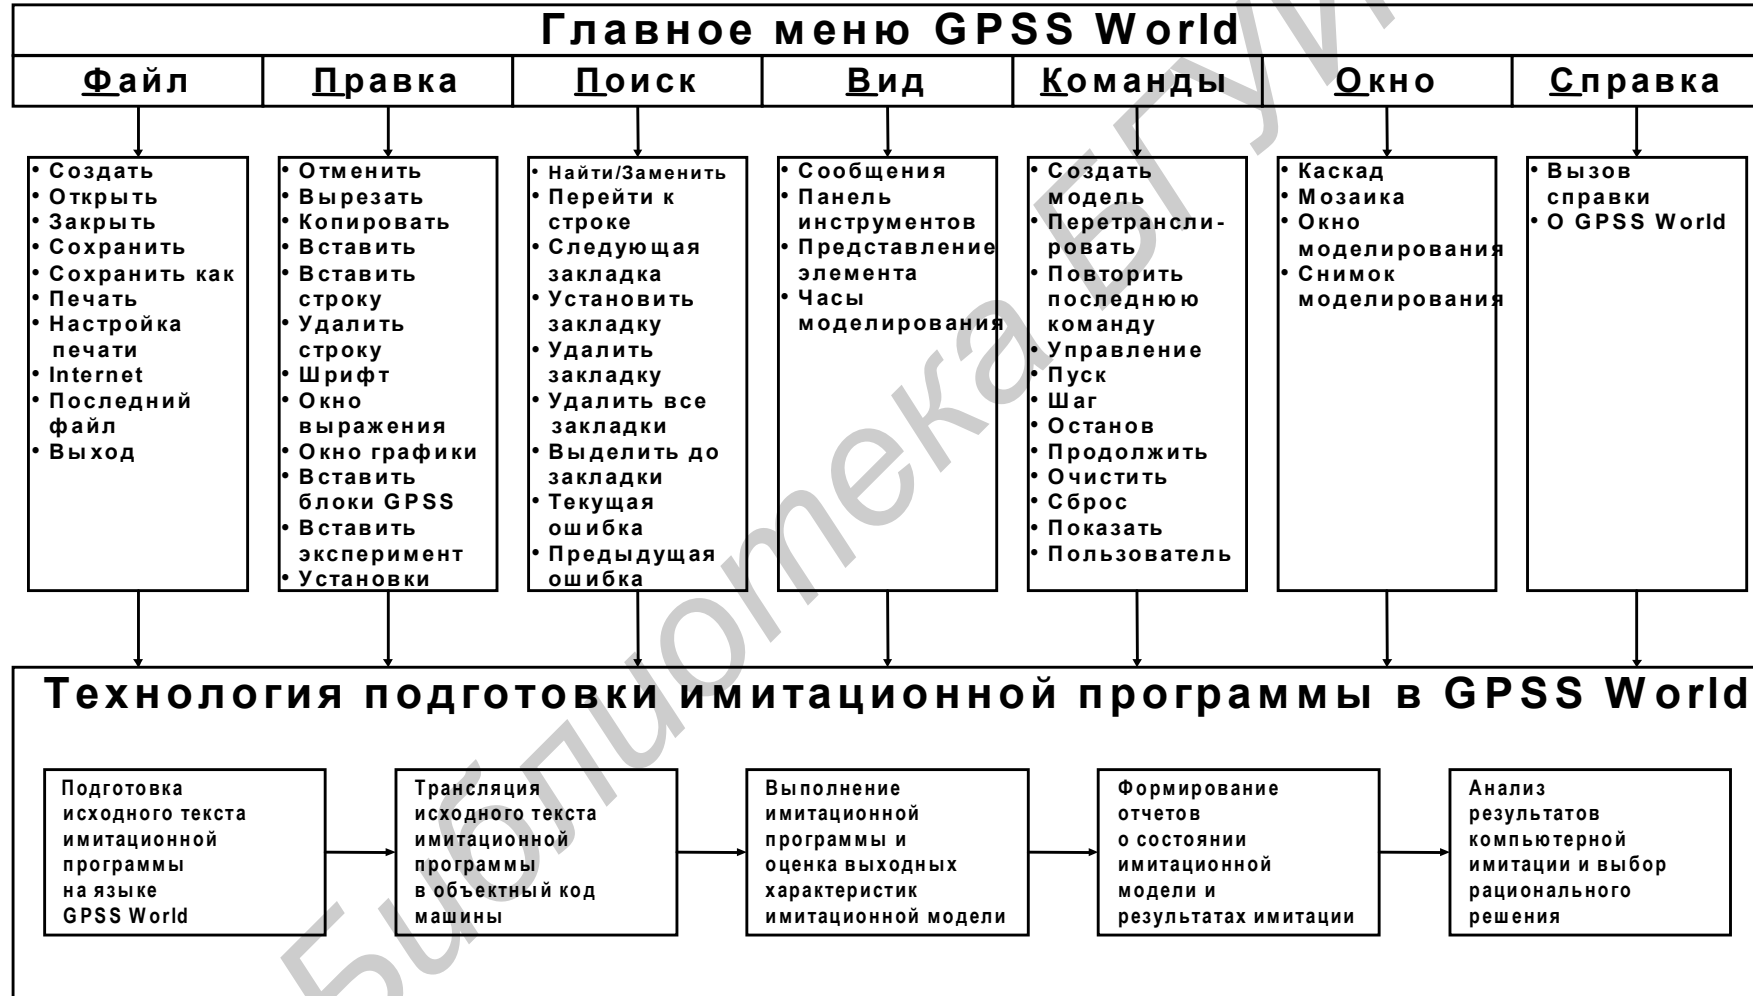 Главное меню GPSS World
Файл
Правка
Поиск
Вид
Команды
Окно
Справка
• Создать
• Открыть
• Закрыть
• Сохранить
• Сохранить как
• Печать
• Настройка
печати
• Internet
• Последний
файл
• Выход
• Отменить
• Вырезать
• Копировать
• Вставить
• Вставить
строку
• Удалить
строку
• Шрифт
• Окно
выражения
• Окно графики
• Вставить
блоки GPSS
• Вставить
эксперимент
• Установки
• Найти/Заменить
• Перейти к
строке
• Следующая
закладка
• Установить
закладку
• Удалить
закладку
• Удалить все
закладки
• Выделить до
закладки
• Текущая
ошибка
• Предыдущая
ошибка
• Сообщения
• Панель
инструментов
• Представление
элемента
• Часы
моделирования
• Создать
модель
• Перетрансли-
ровать
• Повторить
последнюю
команду
• Управление
• Пуск
• Шаг
• Останов
• Продолжить
• Очистить
• Сброс
• Показать
• Пользователь
• Каскад
• Мозаика
• Окно
моделирования
• Снимок
моделирования
• Вызов
справки
• О GPSS World
Технология подготовки имитационной программы в GPSS World
Подготовка
исходного текста
имитационной
программы
на языке
GPSS World
Трансляция
исходного текста
имитационной
программы
в объектный код
машины
Выполнение
имитационной
программы и
оценка выходных
характеристик
имитационной модели
Формирование
отчетов
о состоянии
имитационной
модели и
результатах имитации
Анализ
результатов
компьютерной
имитации и выбор
рационального
решения
Библиотека БГУИ